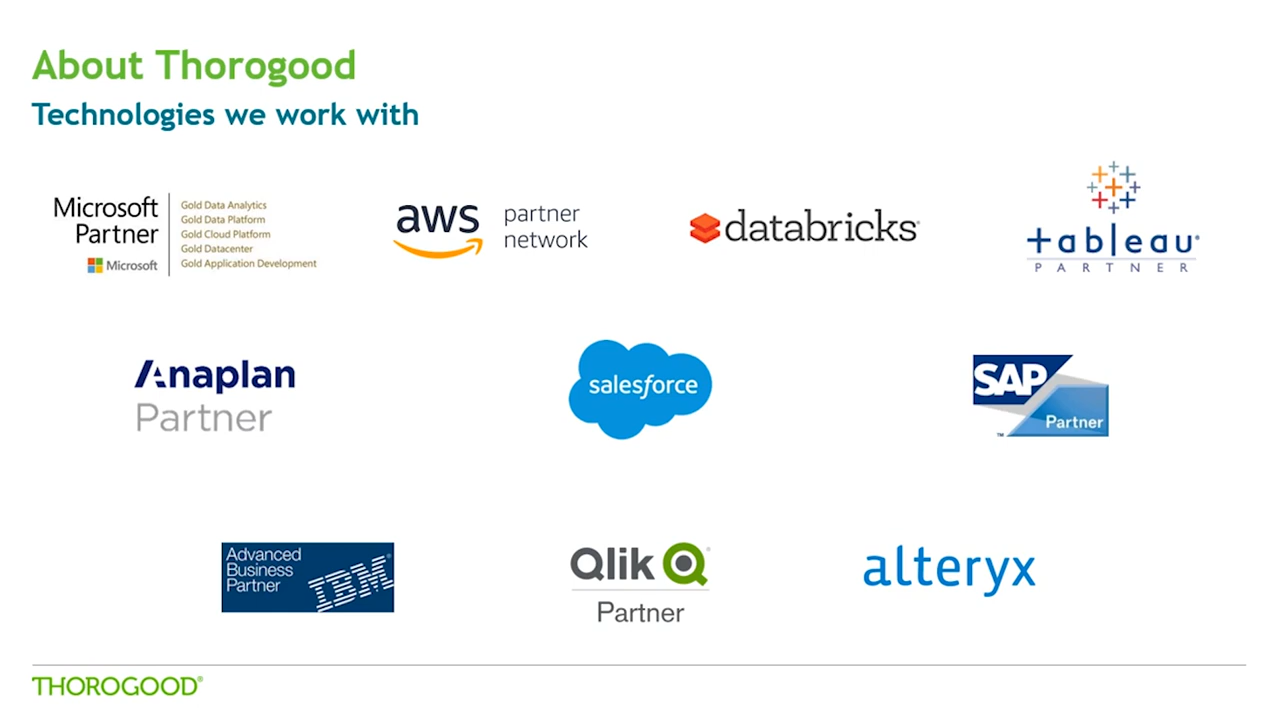 About Thorogood
Technologies we work with
Microsoft
Partner
Microsoft
Gold Data Analytics
Gold Data Platform
Gold Cloud Platform
Gold Datacenter
Gold Application Development
aws
partner
network
databricks
+ableau®
PARTNER
Anaplan
Partner
salesforce
SAP
Partner
™
Advanced
Business
Partner
IBM®
Qlik Q®
Partner
alteryx
THOROGOOD®